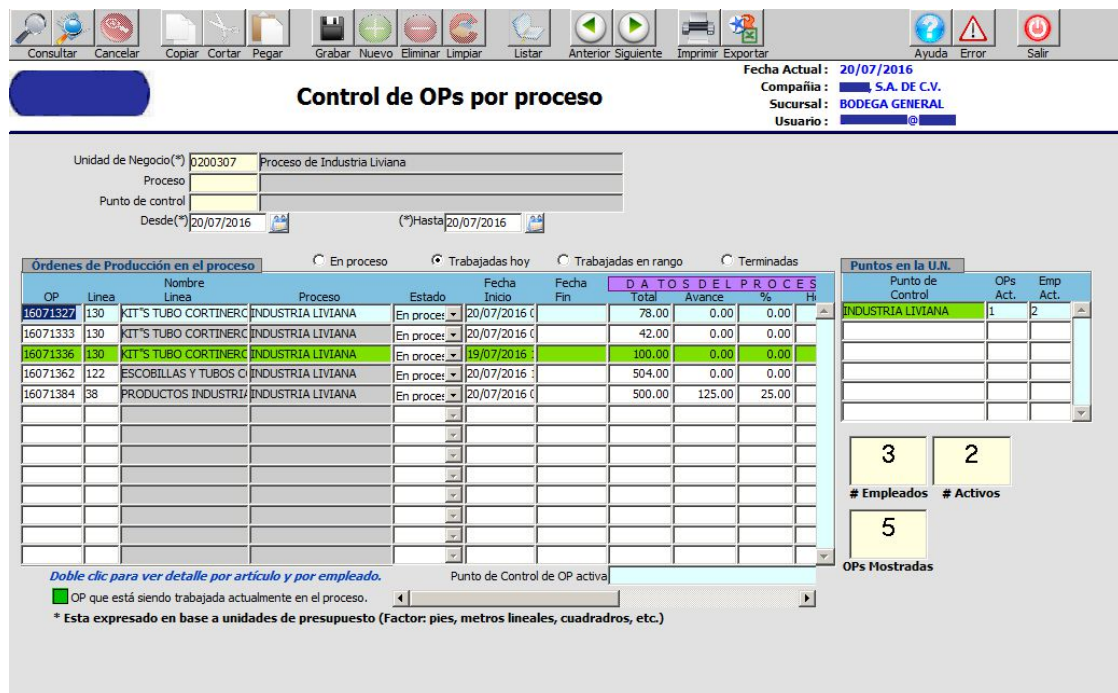 Consultar Cancelar Copiar Cortar Pegar Grabar Nuevo Eliminar Limpiar Listar Anterior Siguiente Imprimir Exportar Ayuda Error Salir
Fecha Actual : 20/07/2016
Compañia : , S.A. DE C.V.
Control de OPs por proceso
Sucursal : BODEGA GENERAL
Usuario : @
Unidad de Negocio(*) 0200307 Proceso de Industria Liviana
Proceso
Punto de control
Desde(*) 20/07/2016 (*)Hasta 20/07/2016
En proceso Trabajadas hoy Trabajadas en rango Terminadas
Órdenes de Producción en el proceso
Puntos en la U.N.
Nombre Fecha Fecha D A T O S D E L P R O C E S
OP Linea Linea Proceso Estado Inicio Fin Total Avance %
Punto de OPs Emp
Control Act. Act.
16071327 130 KIT"S TUBO CORTINERC INDUSTRIA LIVIANA En proces 20/07/2016 78.00 0.00 0.00
INDUSTRIA LIVIANA 1 2
16071333 130 KIT"S TUBO CORTINERC INDUSTRIA LIVIANA En proces 20/07/2016 42.00 0.00 0.00
16071336 130 KIT"S TUBO CORTINERC INDUSTRIA LIVIANA En proces 19/07/2016 100.00 0.00 0.00
16071362 122 ESCOBILLAS Y TUBOS INDUSTRIA LIVIANA En proces 20/07/2016 504.00 0.00 0.00
16071384 38 PRODUCTOS INDUSTRI INDUSTRIA LIVIANA En proces 20/07/2016 500.00 125.00 25.00
3 2
# Empleados # Activos
5
OPs Mostradas
Doble clic para ver detalle por artículo y por empleado. Punto de Control de OP activa
OP que está siendo trabajada actualmente en el proceso.
* Esta expresado en base a unidades de presupuesto (Factor: pies, metros lineales, cuadradros, etc.)